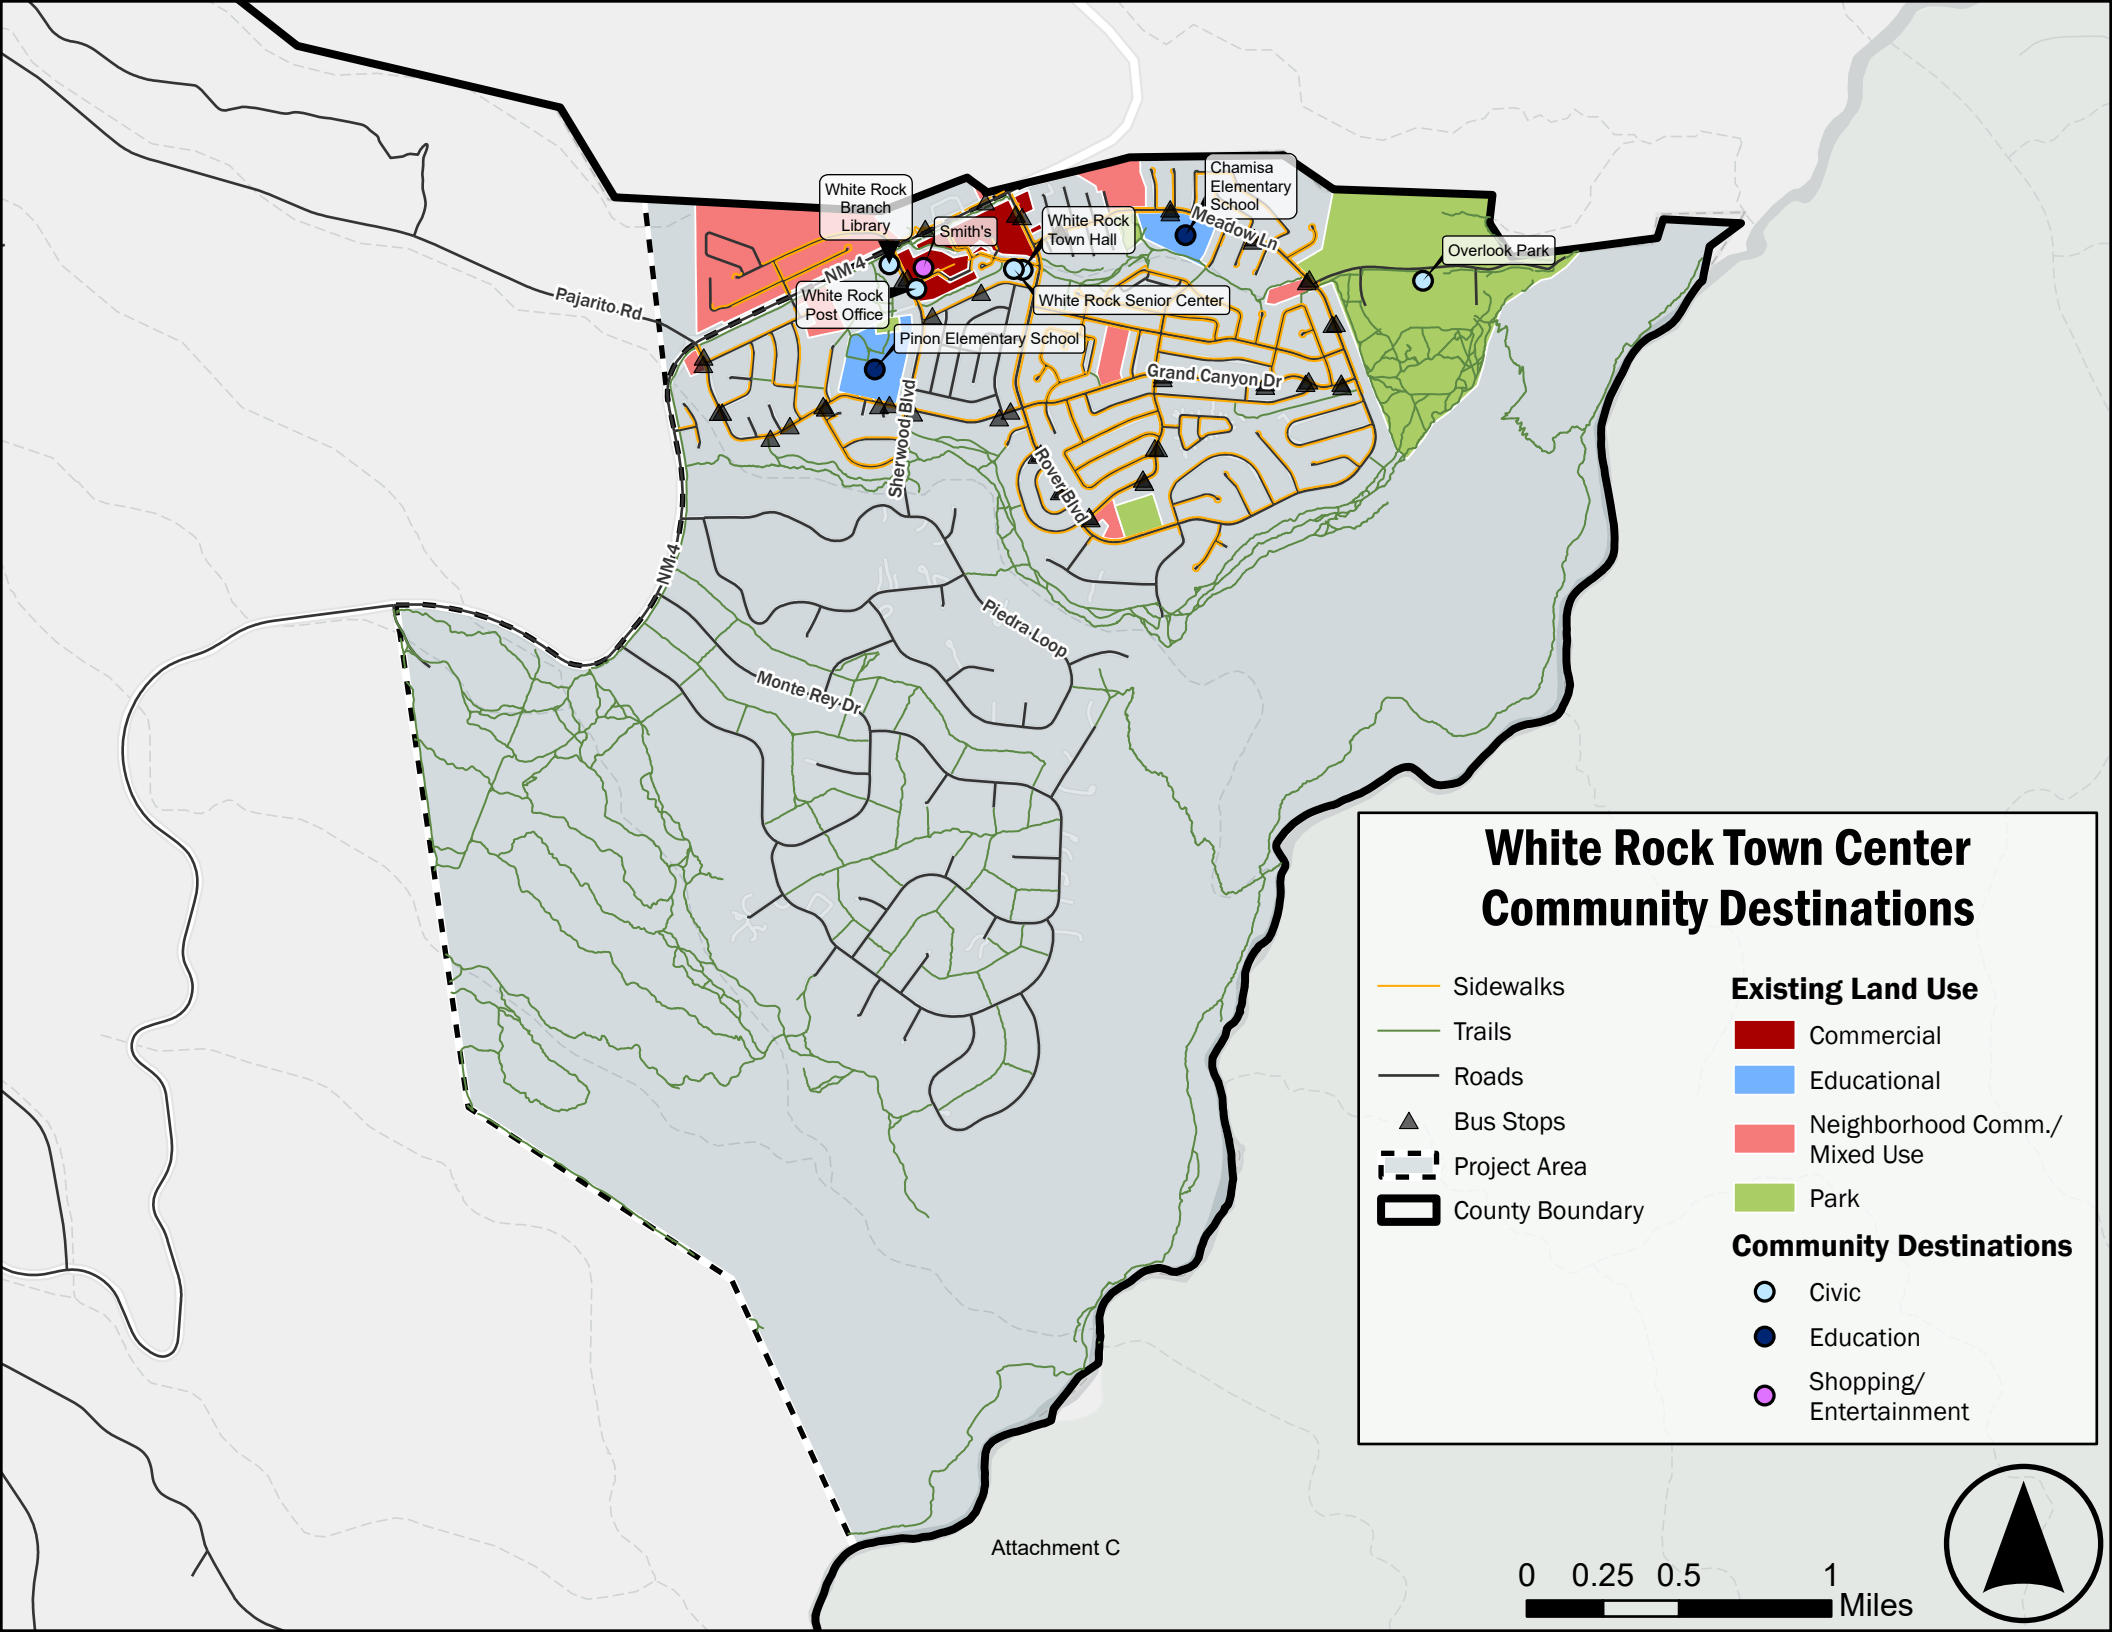 White Rock
Branch
Library
Smith's
White Rock
Town Hall
Chamisa
Elementary
School
Meadow Ln
Overlook Park
NM 4
Pajarito Rd
White Rock
Post Office
White Rock Senior Center
Pinon Elementary School
Grand Canyon Dr
Sherwood Blvd
Rover Blvd
NM 4
Piedra Loop
Monte Rey Dr
White Rock Town Center
Community Destinations
Sidewalks
Trails
Roads
Bus Stops
Project Area
County Boundary
Existing Land Use
Commercial
Educational
Neighborhood Comm./
Mixed Use
Park
Community Destinations
Civic
Education
Shopping/
Entertainment
Attachment C
0 0.25 0.5 1
Miles